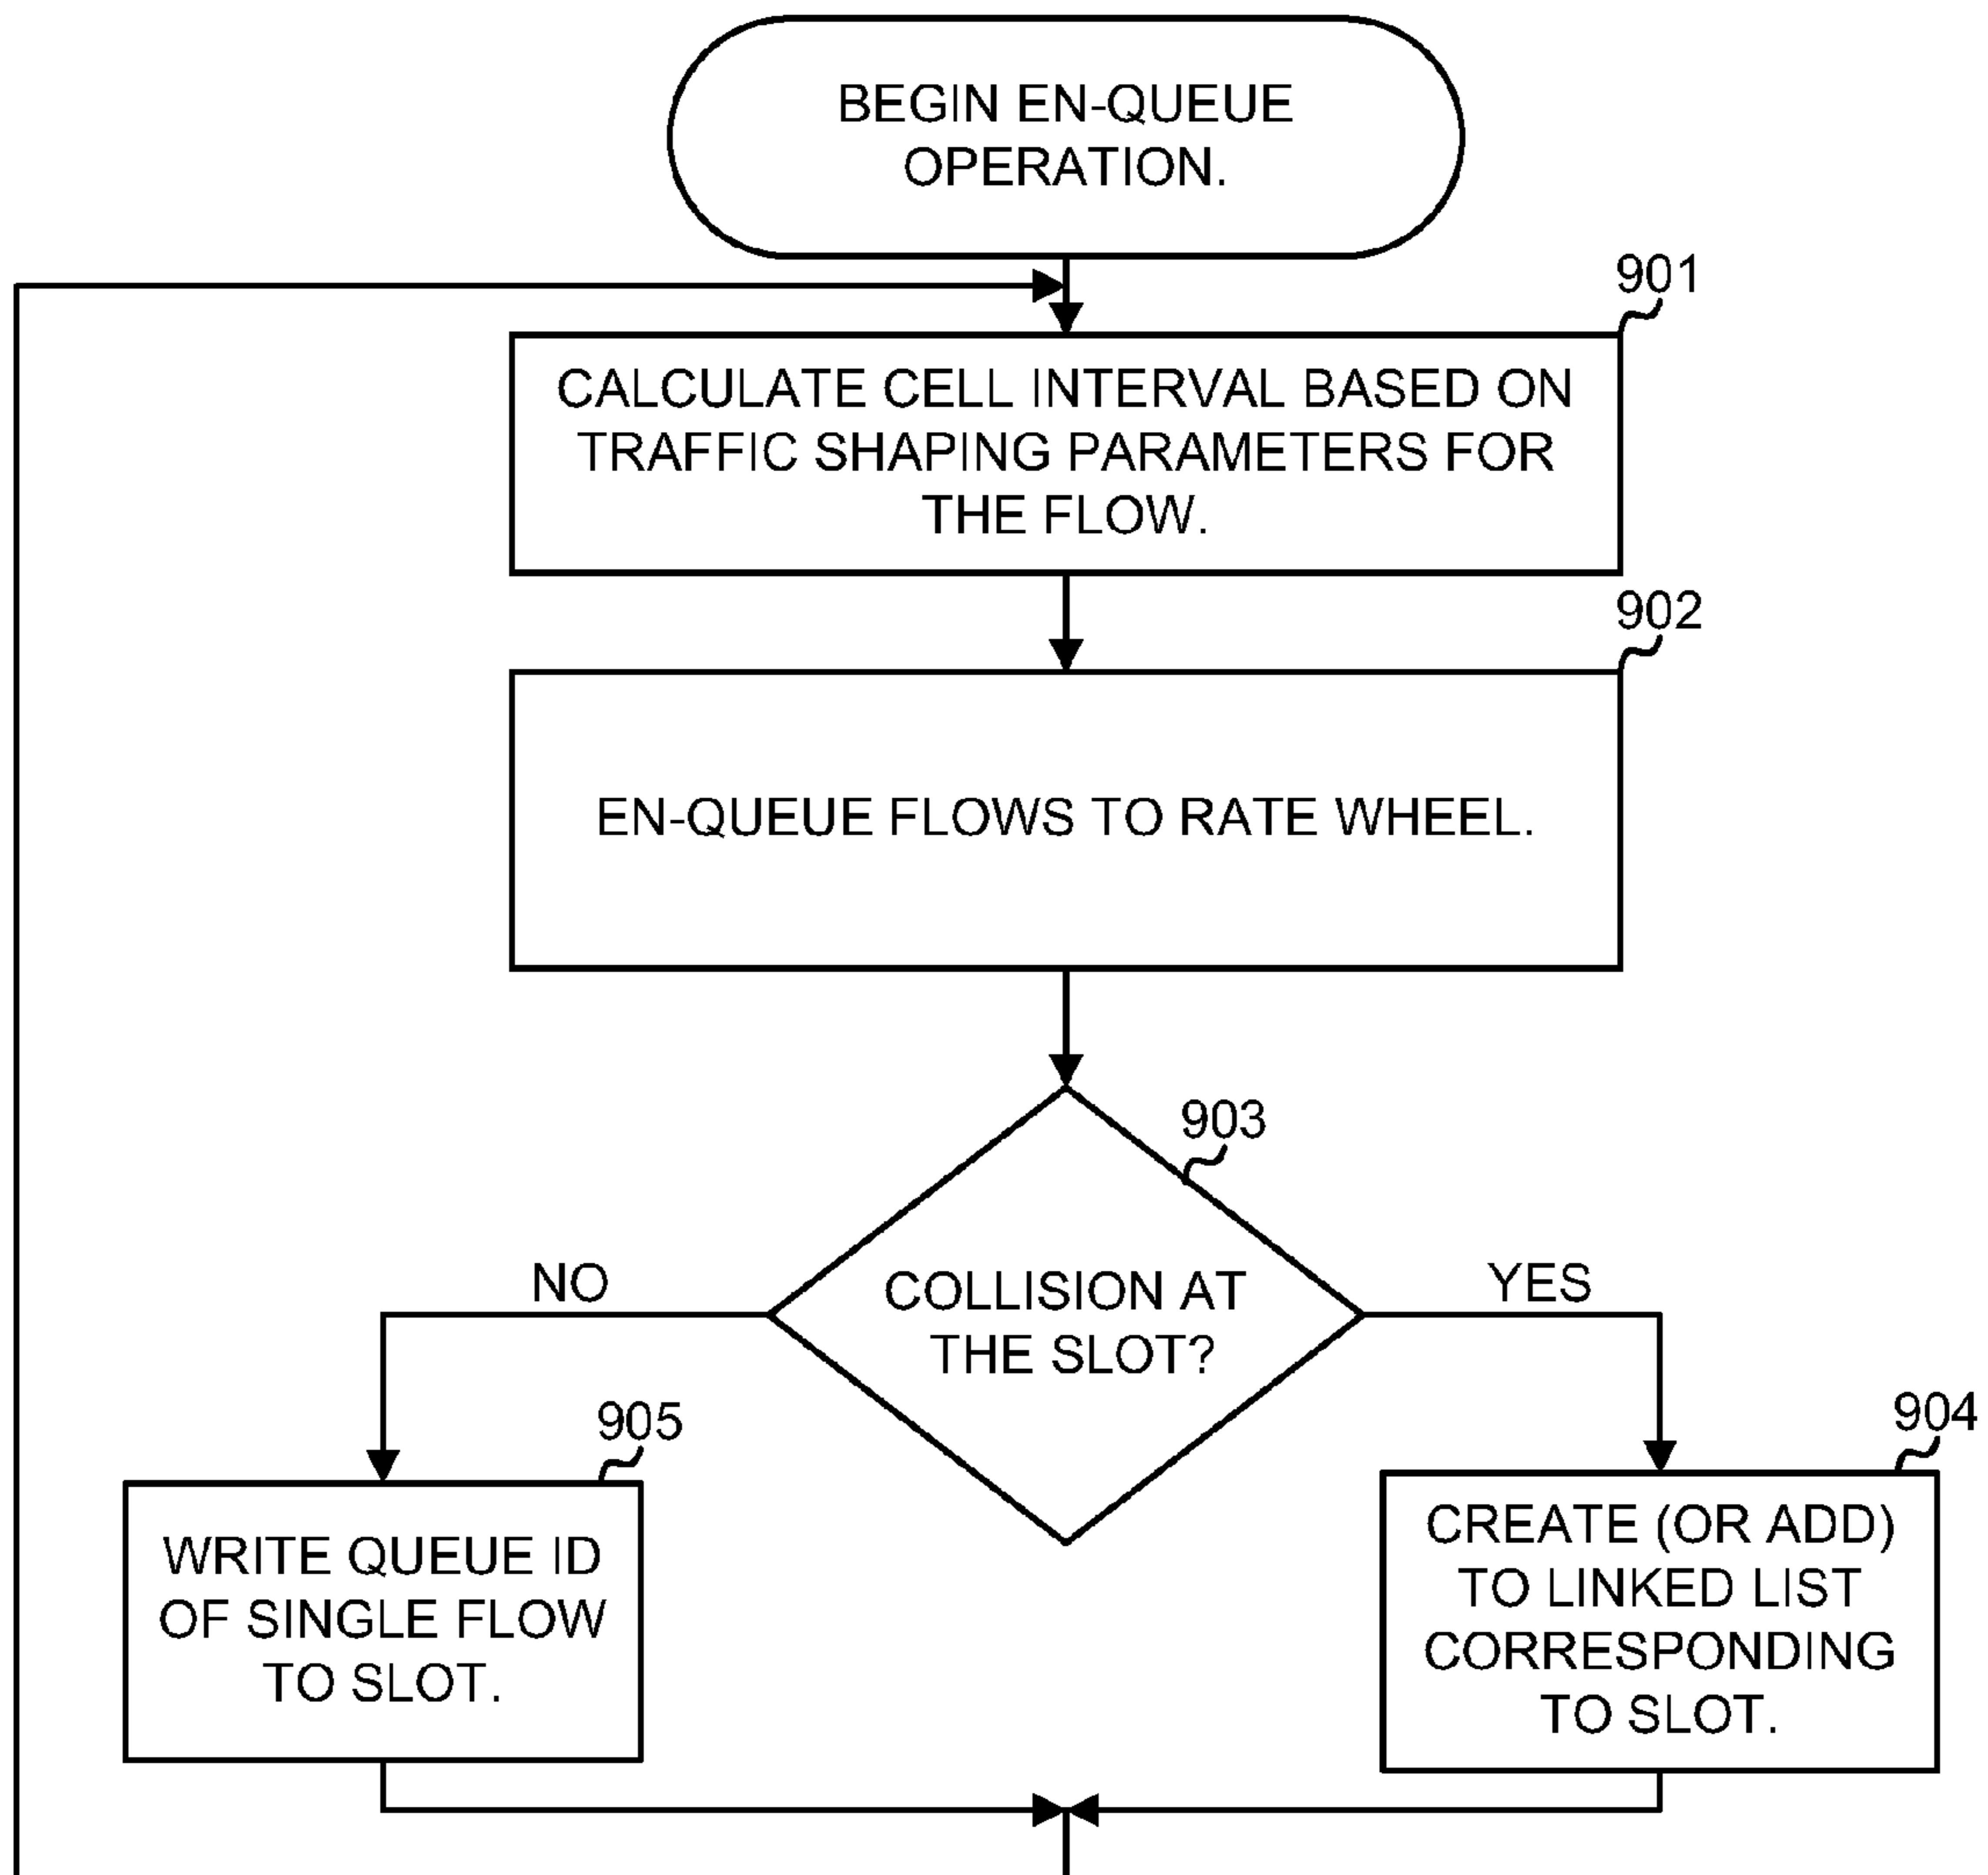 BEGIN EN-QUEUE
OPERATION.
901
CALCULATE CELL INTERVAL BASED ON
TRAFFIC SHAPING PARAMETERS FOR
THE FLOW.
902
EN-QUEUE FLOWS TO RATE WHEEL.
903
COLLISION AT
THE SLOT?
NO
YES
905
WRITE QUEUE ID
OF SINGLE FLOW
TO SLOT.
904
CREATE (OR ADD)
TO LINKED LIST
CORRESPONDING
TO SLOT.